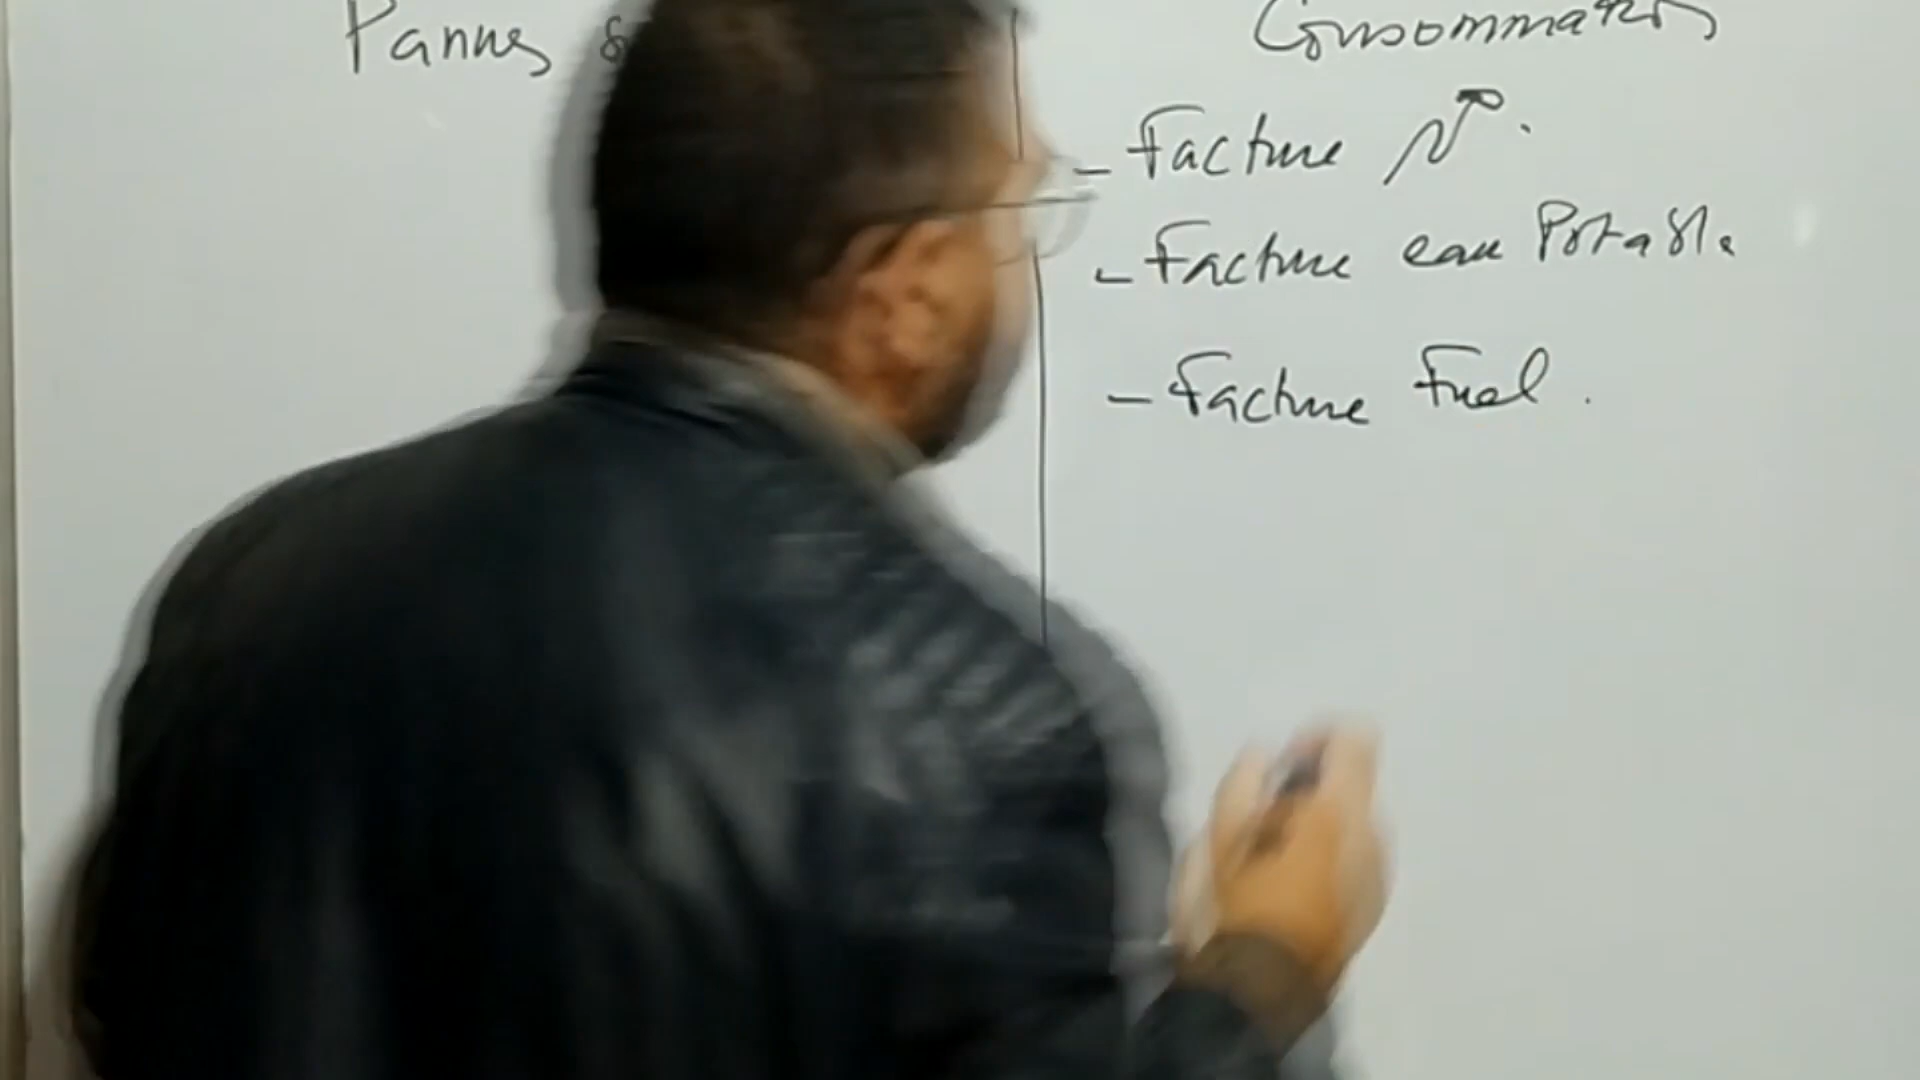 Pannes
Consommation
- Facture
- Facture eau Potable
- Facture Fuel.